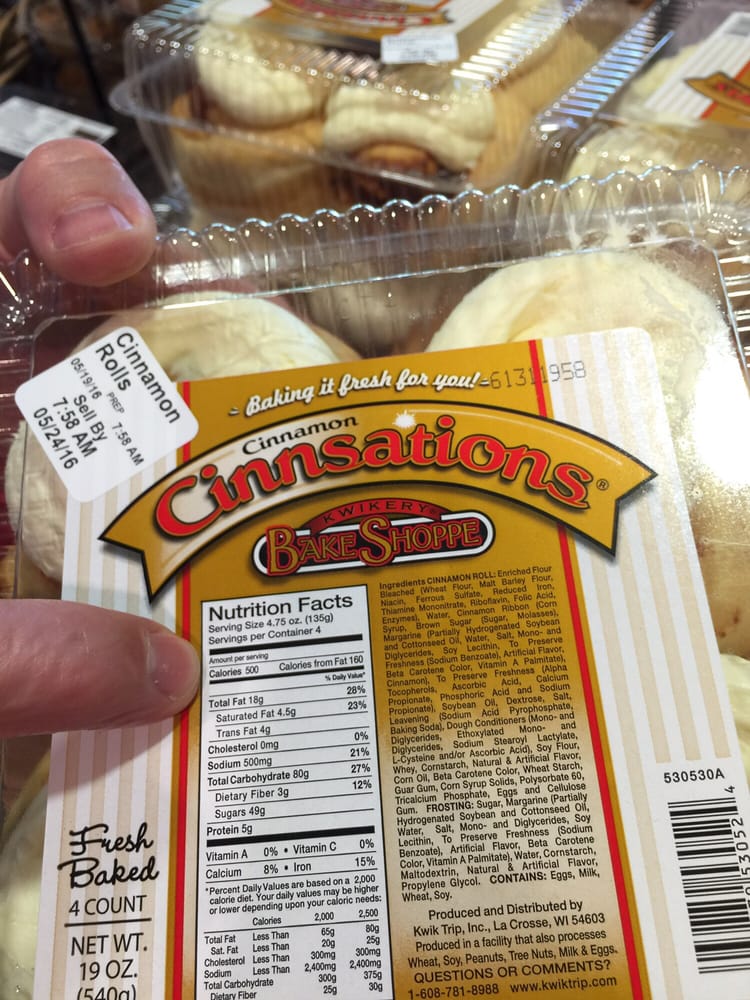 Cinnamon
Rolls
PREP
05/19/16 7:58 AM
Sell By
7:58 AM
05/24/16
Baking it fresh for you!
Cinnamon
Cinnsations®
KWIKERY®
BAKE SHOPPE
Nutrition Facts
Serving Size 4.75 oz. (135g)
Servings per Container 4
Amount per serving
Calories 500 Calories from Fat 160
% Daily Value*
Total Fat 18g 28%
Saturated Fat 4.5g 23%
Trans Fat 4g
Cholesterol 0mg 0%
Sodium 500mg 21%
Total Carbohydrate 80g 27%
Dietary Fiber 3g 12%
Sugars 49g
Protein 5g
Vitamin A 0% • Vitamin C 0%
Calcium 8% • Iron 15%
*Percent Daily Values are based on a 2,000
calorie diet. Your daily values may be higher
or lower depending upon your caloric needs:
Calories 2,000 2,500
Total Fat Less Than 65g 80g
Sat. Fat Less Than 20g 25g
Cholesterol Less Than 300mg 300mg
Sodium Less Than 2,400mg 2,400mg
Total Carbohydrate 300g 375g
Dietary Fiber 25g 30g
Ingredients CINNAMON ROLL: Enriched Flour
Bleached (Wheat Flour, Malt Barley Flour,
Niacin, Ferrous Sulfate, Reduced Iron,
Thiamine Mononitrate, Riboflavin, Folic Acid,
Enzymes), Water, Cinnamon Ribbon (Corn
Syrup, Brown Sugar (Sugar, Molasses),
Margarine (Partially Hydrogenated Soybean
and Cottonseed Oil, Water, Salt, Mono- and
Diglycerides, Soy Lecithin, To Preserve
Freshness (Sodium Benzoate), Artificial Flavor,
Beta Carotene Color, Vitamin A Palmitate),
Cinnamon), To Preserve Freshness (Alpha
Tocopherols, Ascorbic Acid, Calcium
Propionate, Phosphoric Acid and Sodium
Propionate), Soybean Oil, Dextrose, Salt,
Leavening (Sodium Acid Pyrophosphate,
Baking Soda), Dough Conditioners (Mono- and
Diglycerides, Ethoxylated Mono- and
Diglycerides, Sodium Stearoyl Lactylate,
L-Cysteine and/or Ascorbic Acid), Soy Flour,
Whey, Cornstarch, Natural & Artificial Flavor,
Corn Oil, Beta Carotene Color, Wheat Starch,
Guar Gum, Corn Syrup Solids, Polysorbate 60,
Tricalcium Phosphate, Eggs and Cellulose
Gum. FROSTING: Sugar, Margarine (Partially
Hydrogenated Soybean and Cottonseed Oil,
Water, Salt, Mono- and Diglycerides, Soy
Lecithin, To Preserve Freshness (Sodium
Benzoate), Artificial Flavor, Beta Carotene
Color, Vitamin A Palmitate), Water, Cornstarch,
Maltodextrin, Natural & Artificial Flavor,
Propylene Glycol. CONTAINS: Eggs, Milk,
Wheat, Soy.
Produced and Distributed by
Kwik Trip, Inc., La Crosse, WI 54603
Produced in a facility that also processes
Wheat, Soy, Peanuts, Tree Nuts, Milk & Eggs.
QUESTIONS OR COMMENTS?
1-608-781-8988 www.kwiktrip.com
Fresh
Baked
4 COUNT
NET WT.
19 OZ.
(540g)
530530A